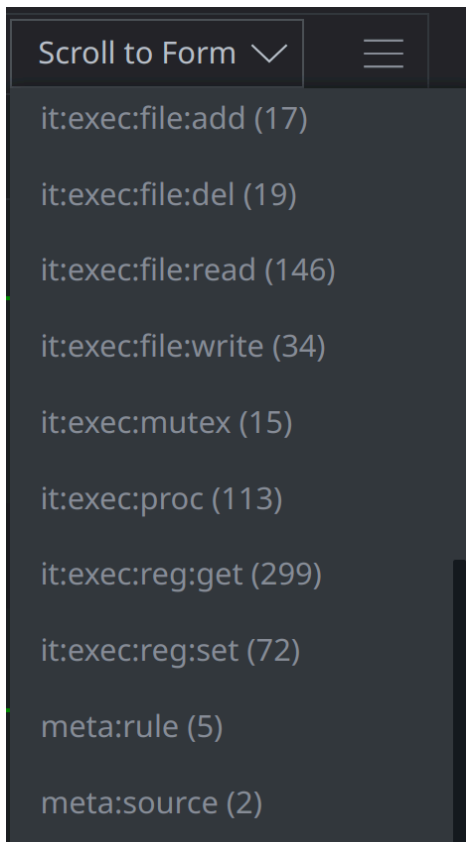 Scroll to Form
it:exec:file:add (17)
it:exec:file:del (19)
it:exec:file:read (146)
it:exec:file:write (34)
it:exec:mutex (15)
it:exec:proc (113)
it:exec:reg:get (299)
it:exec:reg:set (72)
meta:rule (5)
meta:source (2)